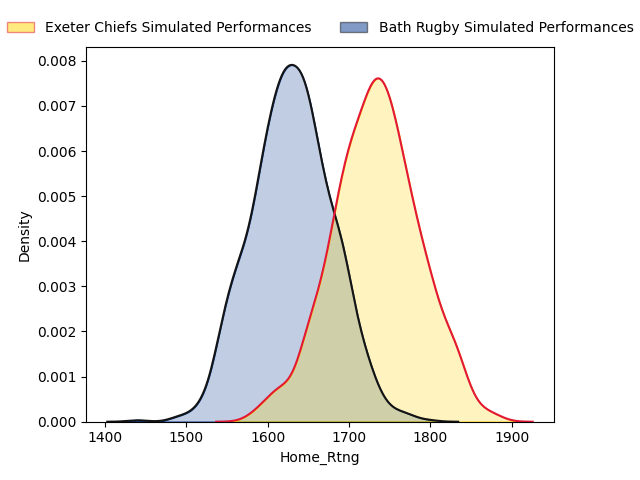 Exeter Chiefs Simulated Performances Bath Rugby Simulated Performances
0.008
0.007
0.006
0.005
0.004
0.003
0.002
0.001
0.000
Density
1400 1500 1600 1700 1800 1900
Home_Rtng